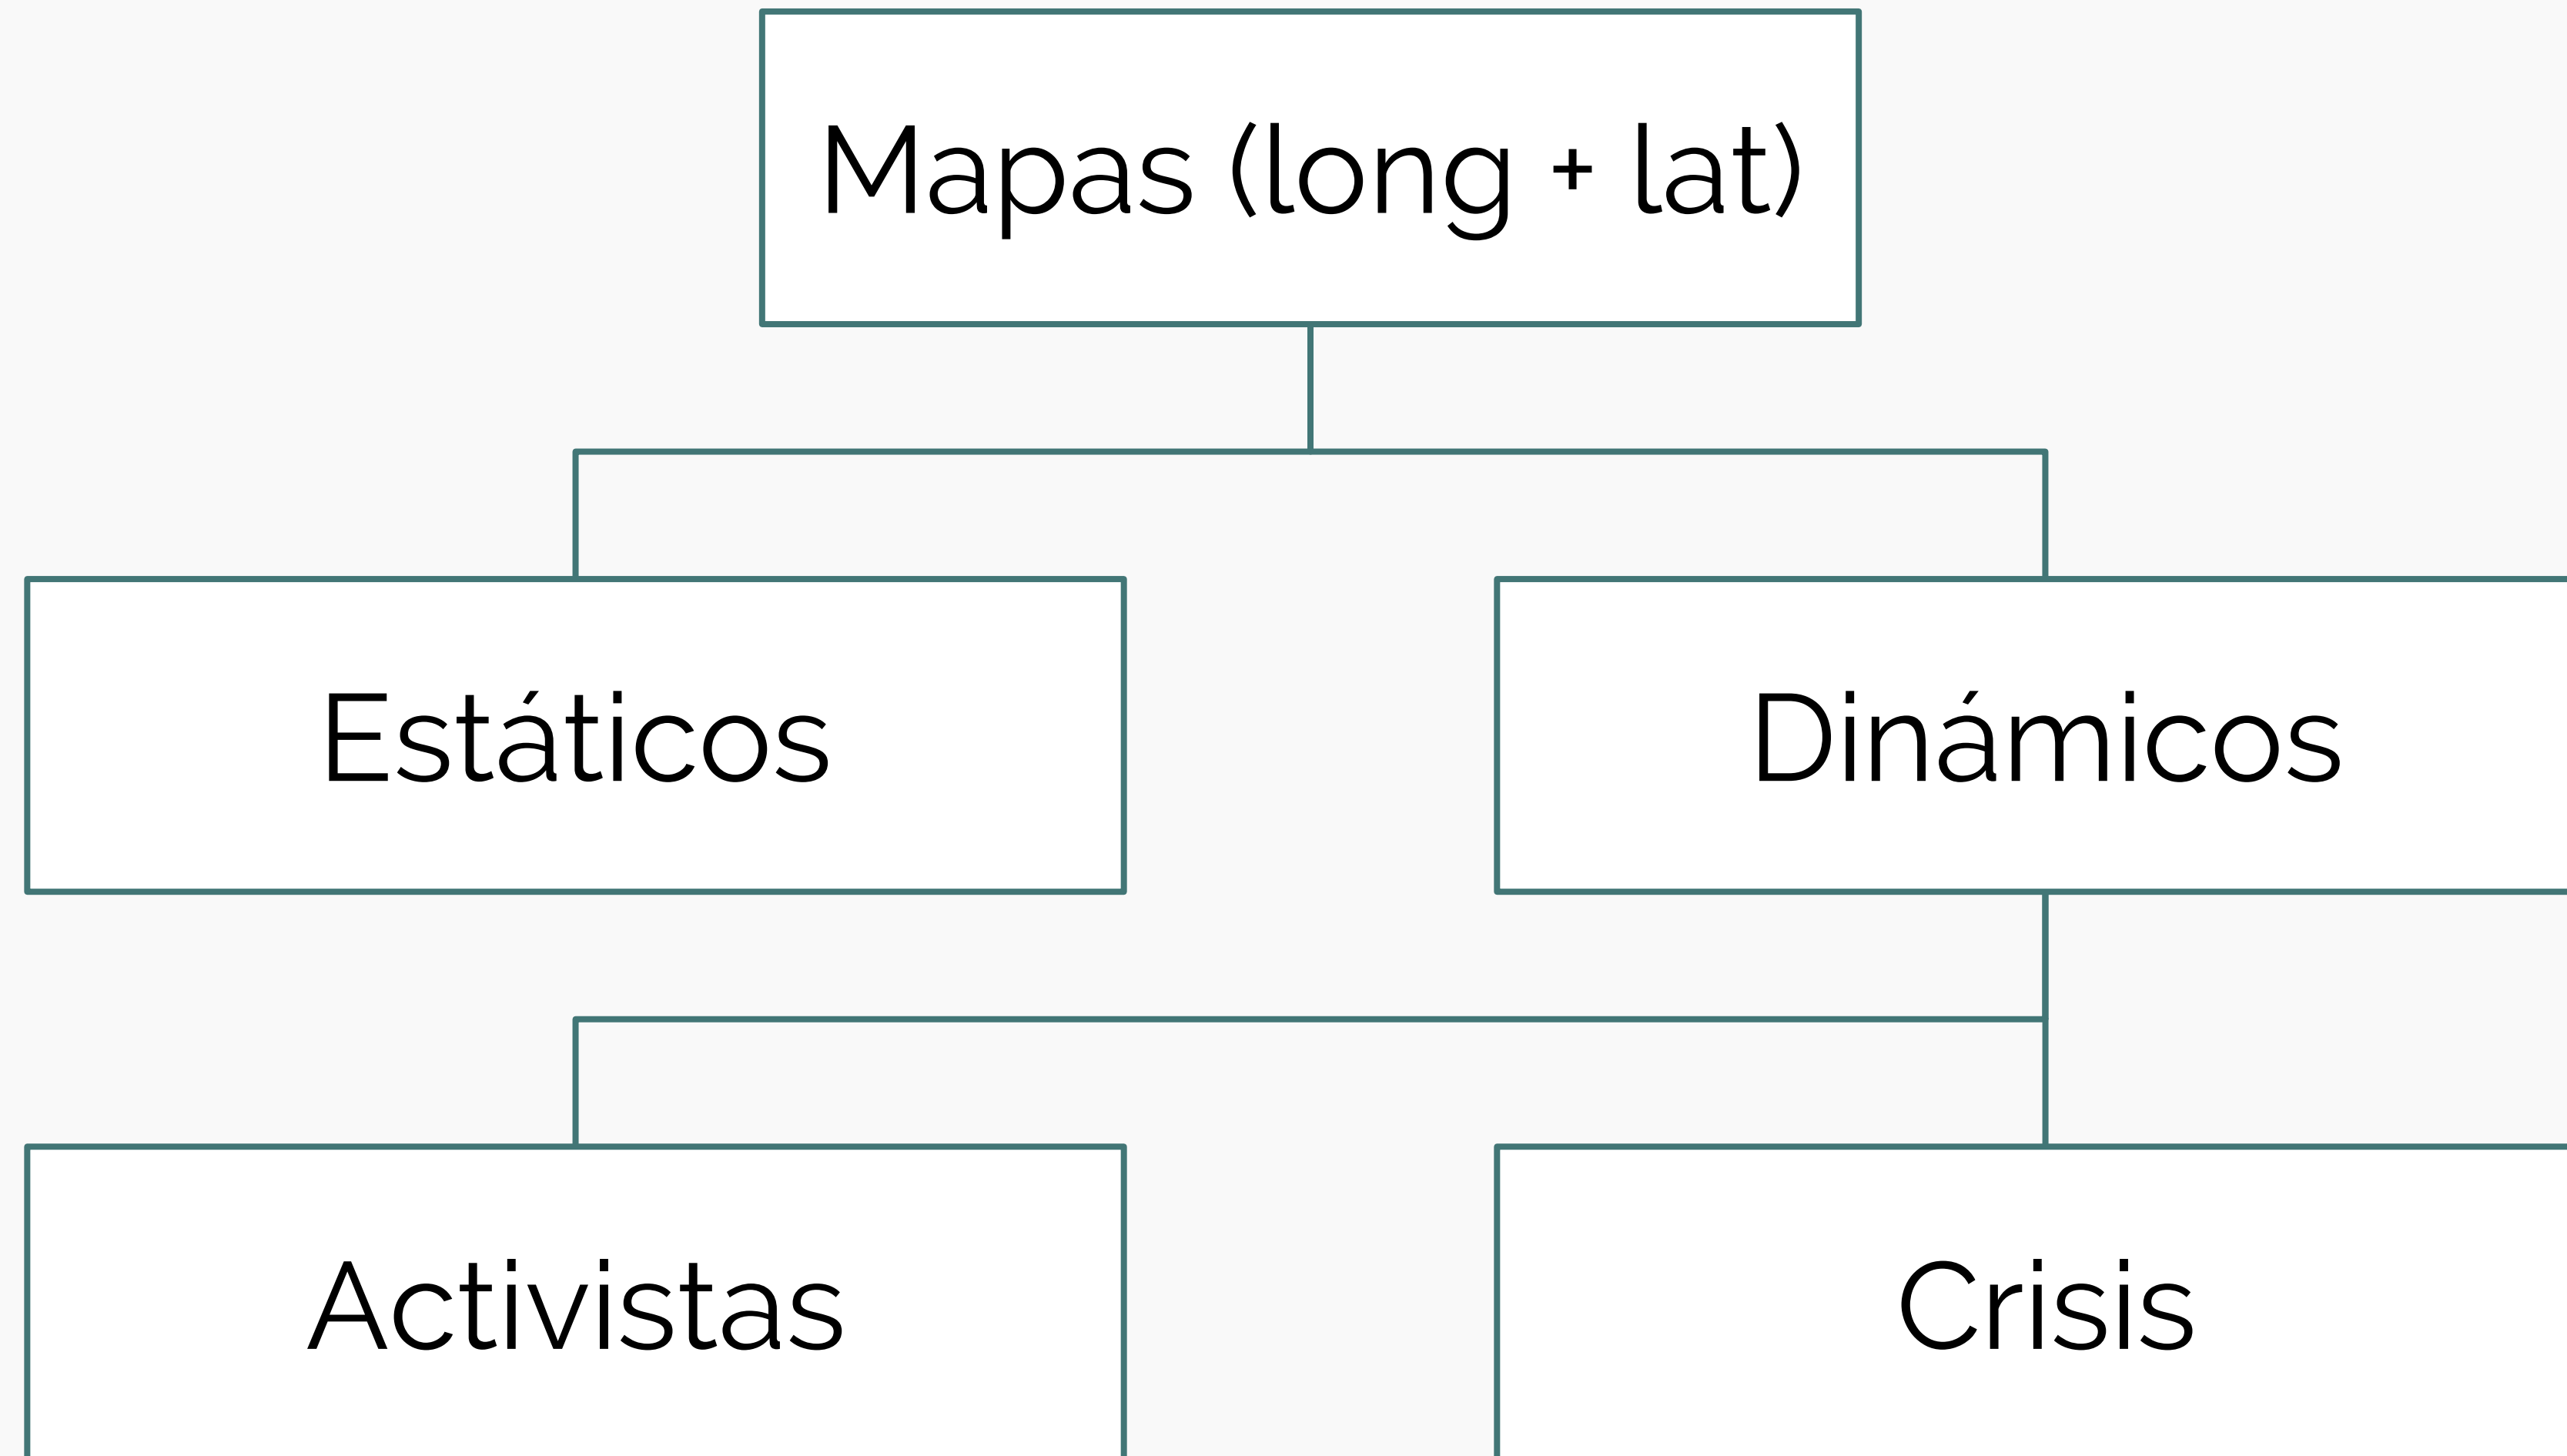 Mapas (long + lat)
Estáticos
Dinámicos
Activistas
Crisis